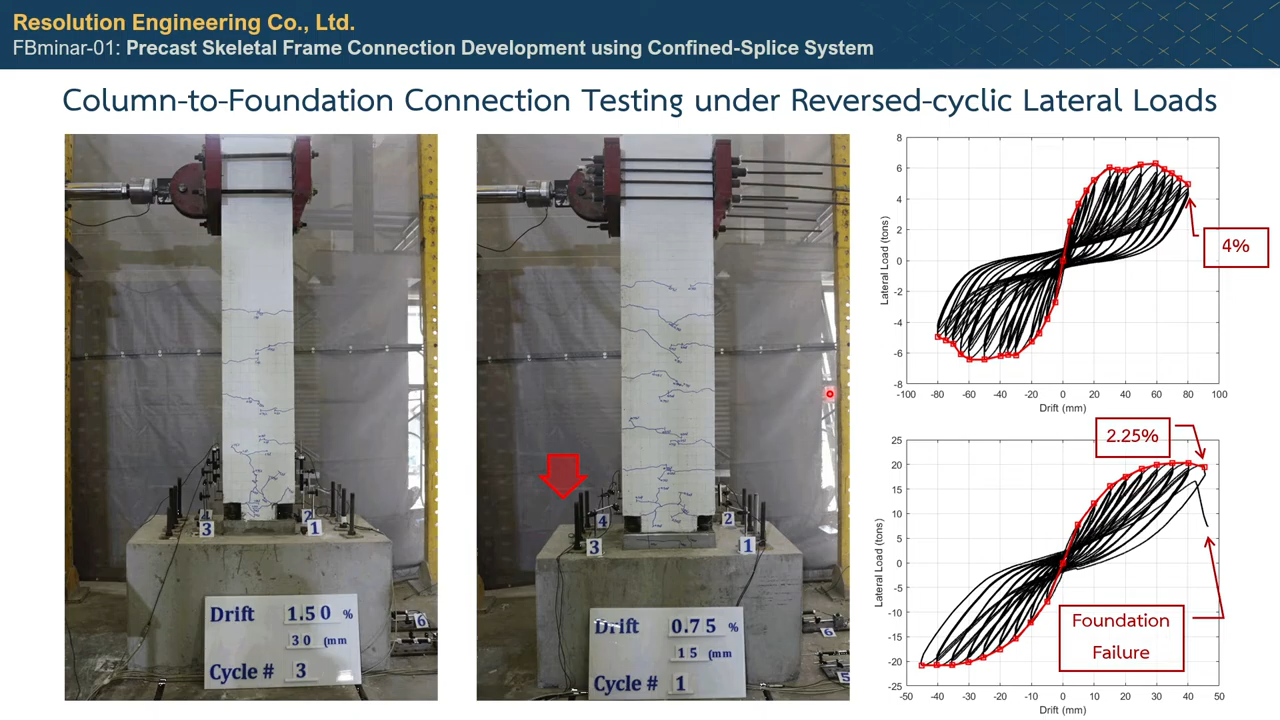 Resolution Engineering Co., Ltd.
FBminar-01: Precast Skeletal Frame Connection Development using Confined-Splice System
Column-to-Foundation Connection Testing under Reversed-cyclic Lateral Loads
3
2
1
Drift 1.50 %
30 (mm
Cycle # 3
6
4
3
2
1
Drift 0.75 %
15 (mm
Cycle # 1
6
5
8
6
4
2
0
-2
-4
-6
-8
-100 -80 -60 -40 -20 0 20 40 60 80 100
Lateral Load (tons)
Drift (mm)
4%
25
20
15
10
5
0
-5
-10
-15
-20
-25
-50 -40 -30 -20 -10 0 10 20 30 40 50
Lateral Load (tons)
Drift (mm)
2.25%
Foundation
Failure